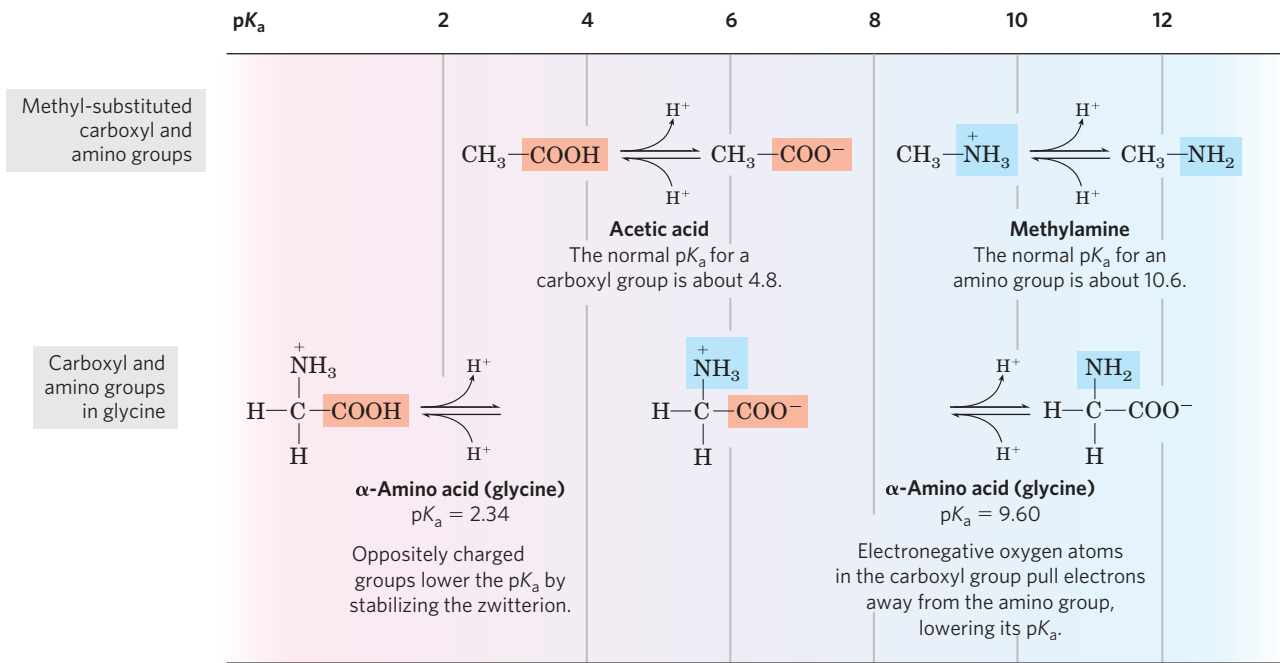 pKa 2 4 6 8 10 12
Methyl-substituted
carboxyl and
amino groups
H⁺
CH₃—COOH
CH₃—COO⁻
H⁺
Acetic acid
The normal pKa for a
carboxyl group is about 4.8.
H⁺
CH₃—N⁺H₃
CH₃—NH₂
H⁺
Methylamine
The normal pKa for an
amino group is about 10.6.
Carboxyl and
amino groups
in glycine
N⁺H₃
H—C—COOH
H
H⁺
H⁺
N⁺H₃
H—C—COO⁻
H
α-Amino acid (glycine)
pKa = 2.34
Oppositely charged
groups lower the pKa by
stabilizing the zwitterion.
H⁺
H⁺
NH₂
H—C—COO⁻
H
α-Amino acid (glycine)
pKa = 9.60
Electronegative oxygen atoms
in the carboxyl group pull electrons
away from the amino group,
lowering its pKa.